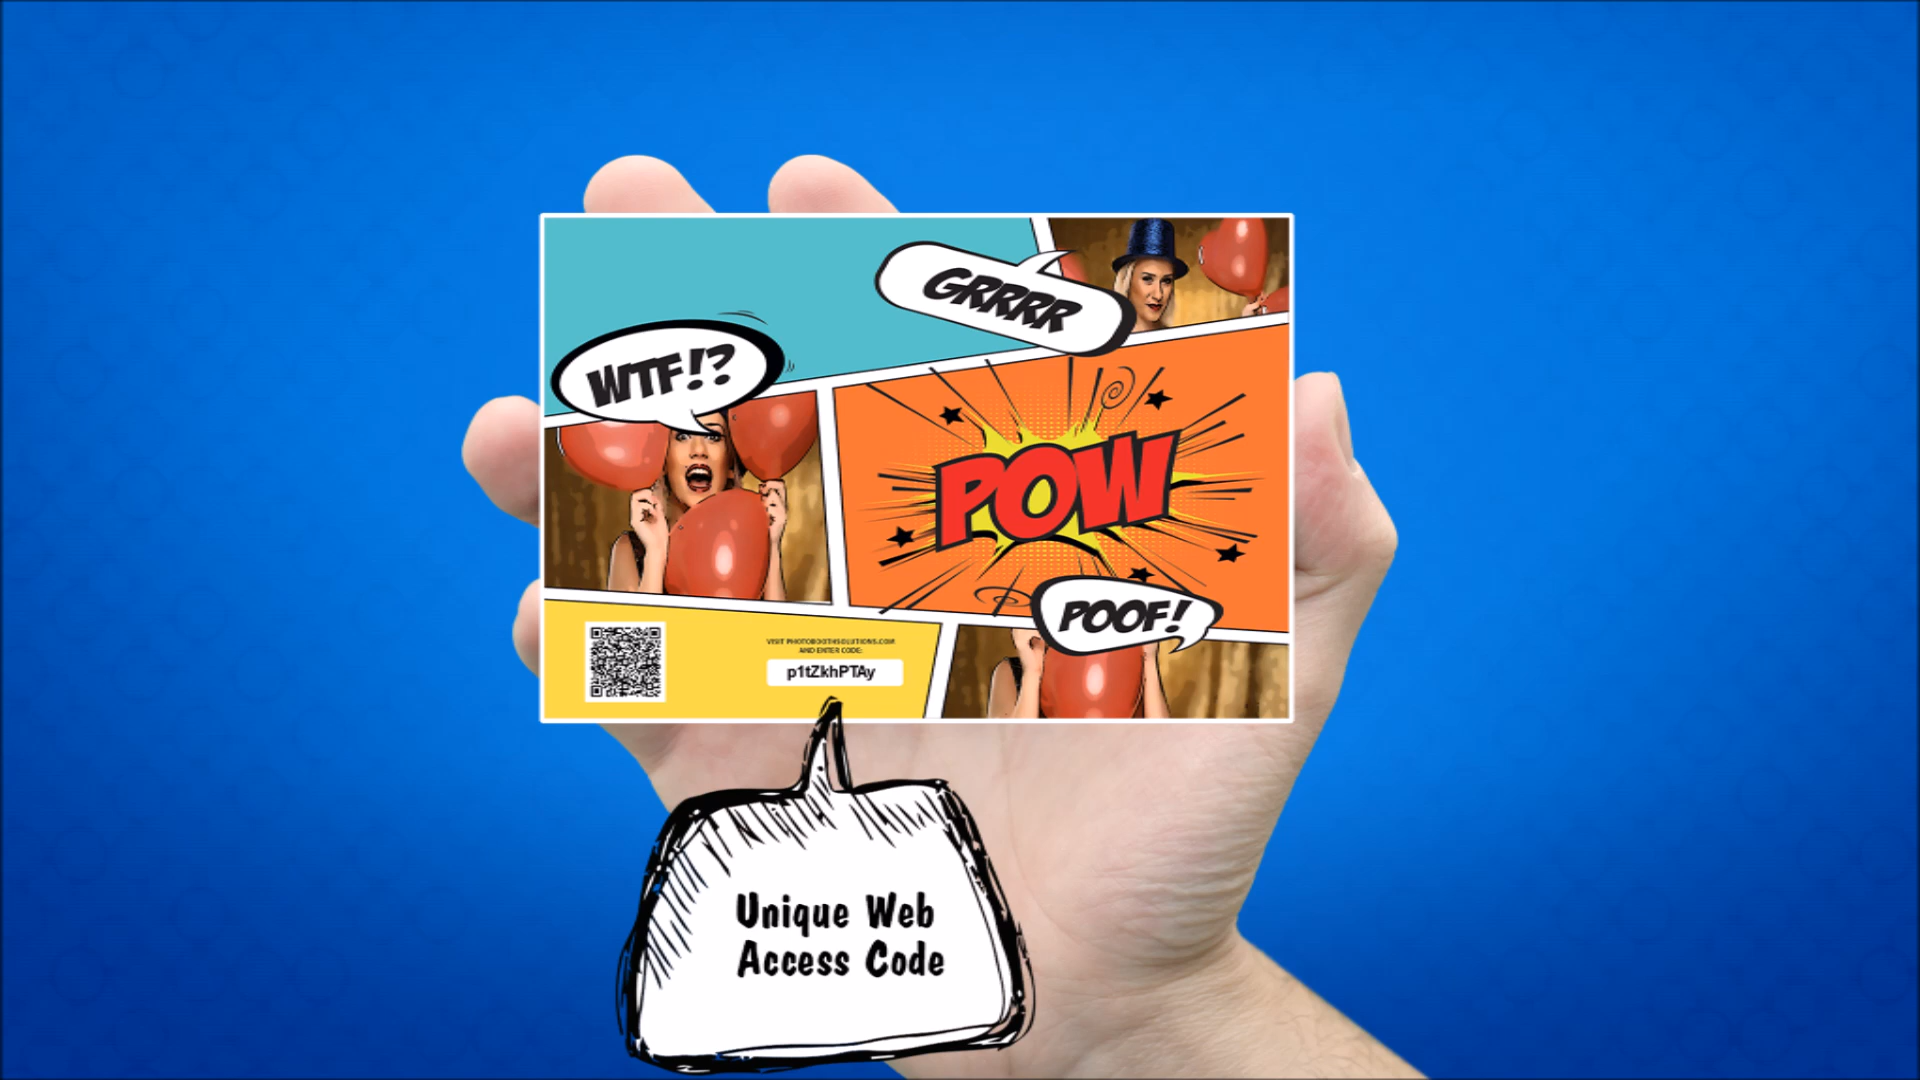 GRRRR
WTF!?
POW
POOF!
VISIT PHOTOBOOTHSOLUTIONS.COM
AND ENTER CODE:
p1tZkhPTAy
Unique Web
Access Code